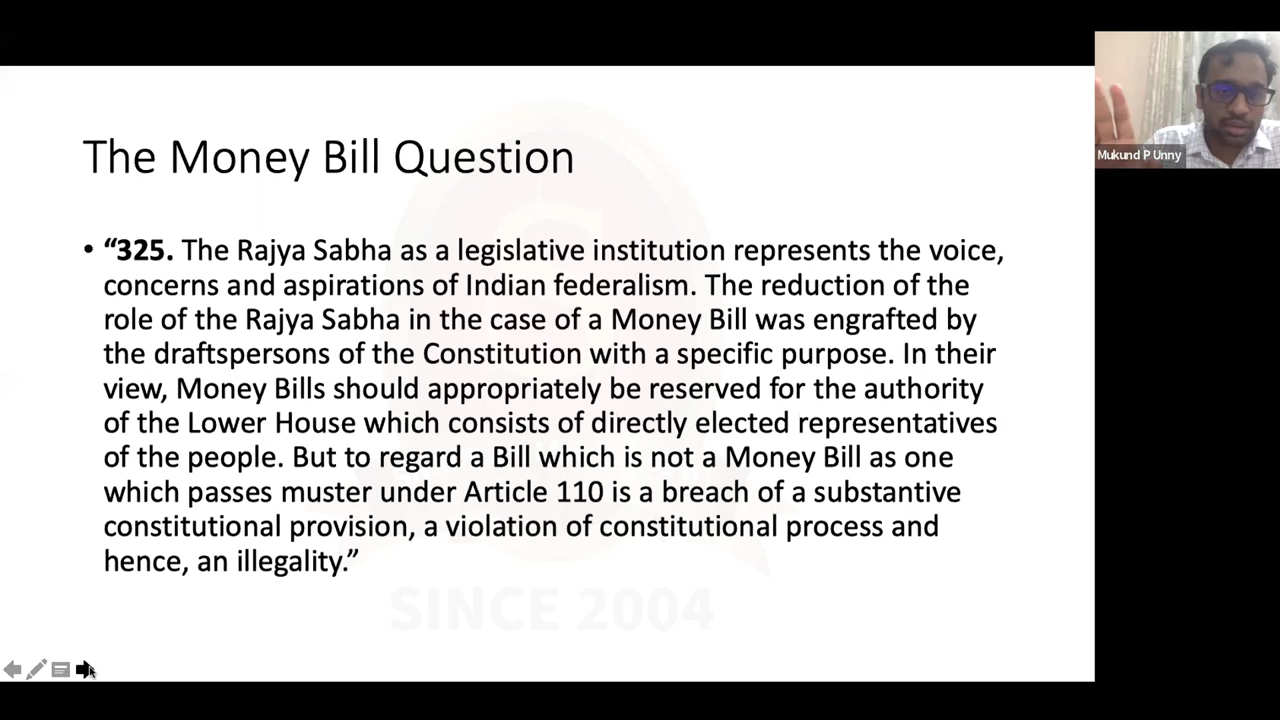 The Money Bill Question
• “325. The Rajya Sabha as a legislative institution represents the voice,
concerns and aspirations of Indian federalism. The reduction of the
role of the Rajya Sabha in the case of a Money Bill was engrafted by
the draftspersons of the Constitution with a specific purpose. In their
view, Money Bills should appropriately be reserved for the authority
of the Lower House which consists of directly elected representatives
of the people. But to regard a Bill which is not a Money Bill as one
which passes muster under Article 110 is a breach of a substantive
constitutional provision, a violation of constitutional process and
hence, an illegality.”
SINCE 2004
Mukund P Unny